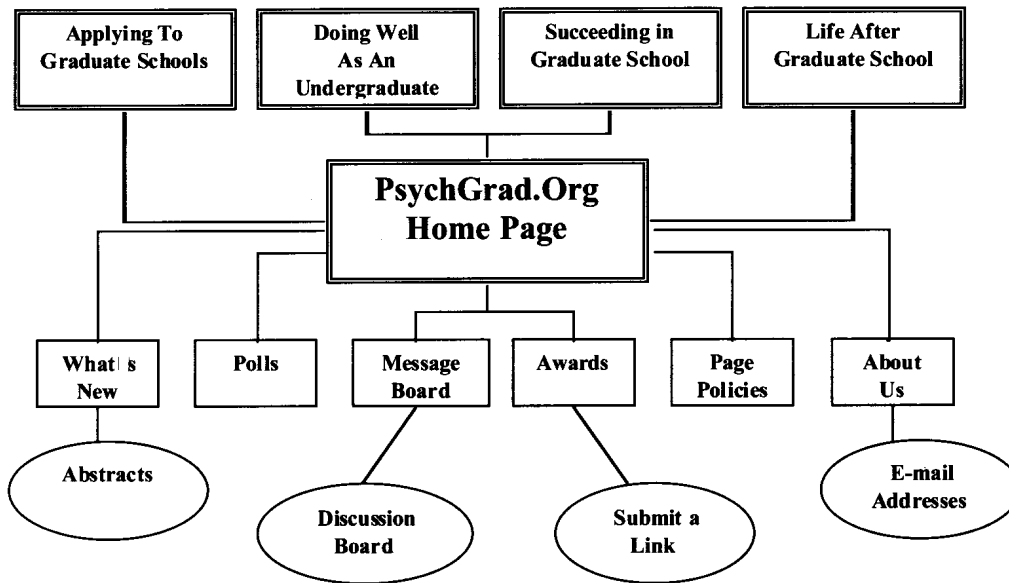 Applying To
Graduate Schools
Doing Well
As An
Undergraduate
Succeeding in
Graduate School
Life After
Graduate School
PsychGrad.Org
Home Page
What's
New
Polls
Message
Board
Awards
Page
Policies
About
Us
Abstracts
Discussion
Board
Submit a
Link
E-mail
Addresses